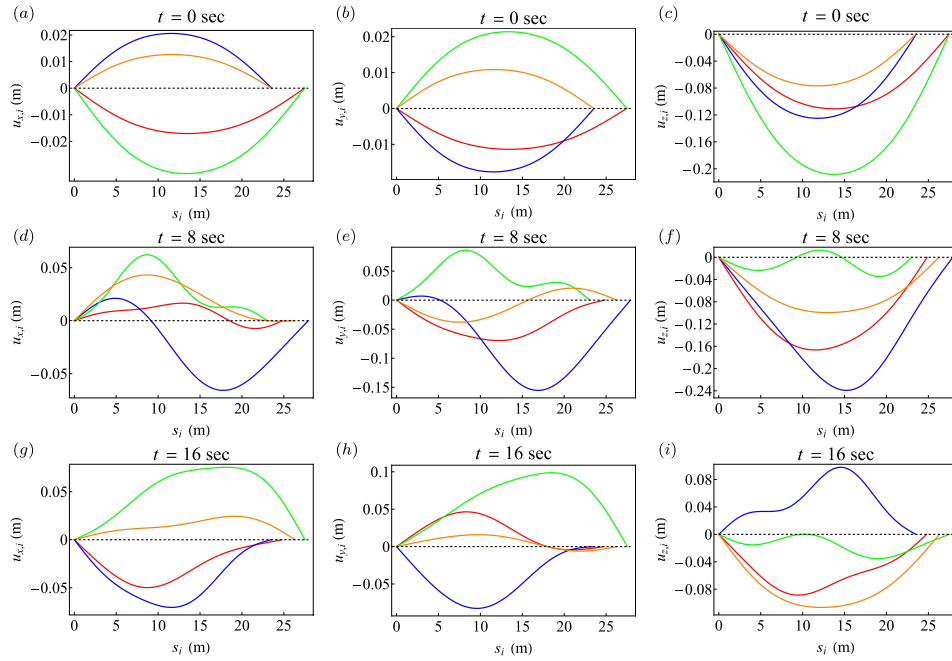 (a) t = 0 sec
0.02
0.01
0
−0.01
−0.02
u_{x,i} (m)
0 5 10 15 20 25
s_i (m)
(b) t = 0 sec
0.02
0.01
0
−0.01
u_{y,i} (m)
0 5 10 15 20 25
s_i (m)
(c) t = 0 sec
0
−0.04
−0.08
−0.12
−0.16
−0.2
u_{z,i} (m)
0 5 10 15 20 25
s_i (m)
(d) t = 8 sec
0.05
0
−0.05
u_{x,i} (m)
0 5 10 15 20 25
s_i (m)
(e) t = 8 sec
0.05
0
−0.05
−0.1
−0.15
u_{y,i} (m)
0 5 10 15 20 25
s_i (m)
(f) t = 8 sec
0
−0.04
−0.08
−0.12
−0.16
−0.2
−0.24
u_{z,i} (m)
0 5 10 15 20 25
s_i (m)
(g) t = 16 sec
0.05
0
−0.05
u_{x,i} (m)
0 5 10 15 20 25
s_i (m)
(h) t = 16 sec
0.1
0.05
0
−0.05
u_{y,i} (m)
0 5 10 15 20 25
s_i (m)
(i) t = 16 sec
0.08
0.04
0
−0.04
−0.08
u_{z,i} (m)
0 5 10 15 20 25
s_i (m)